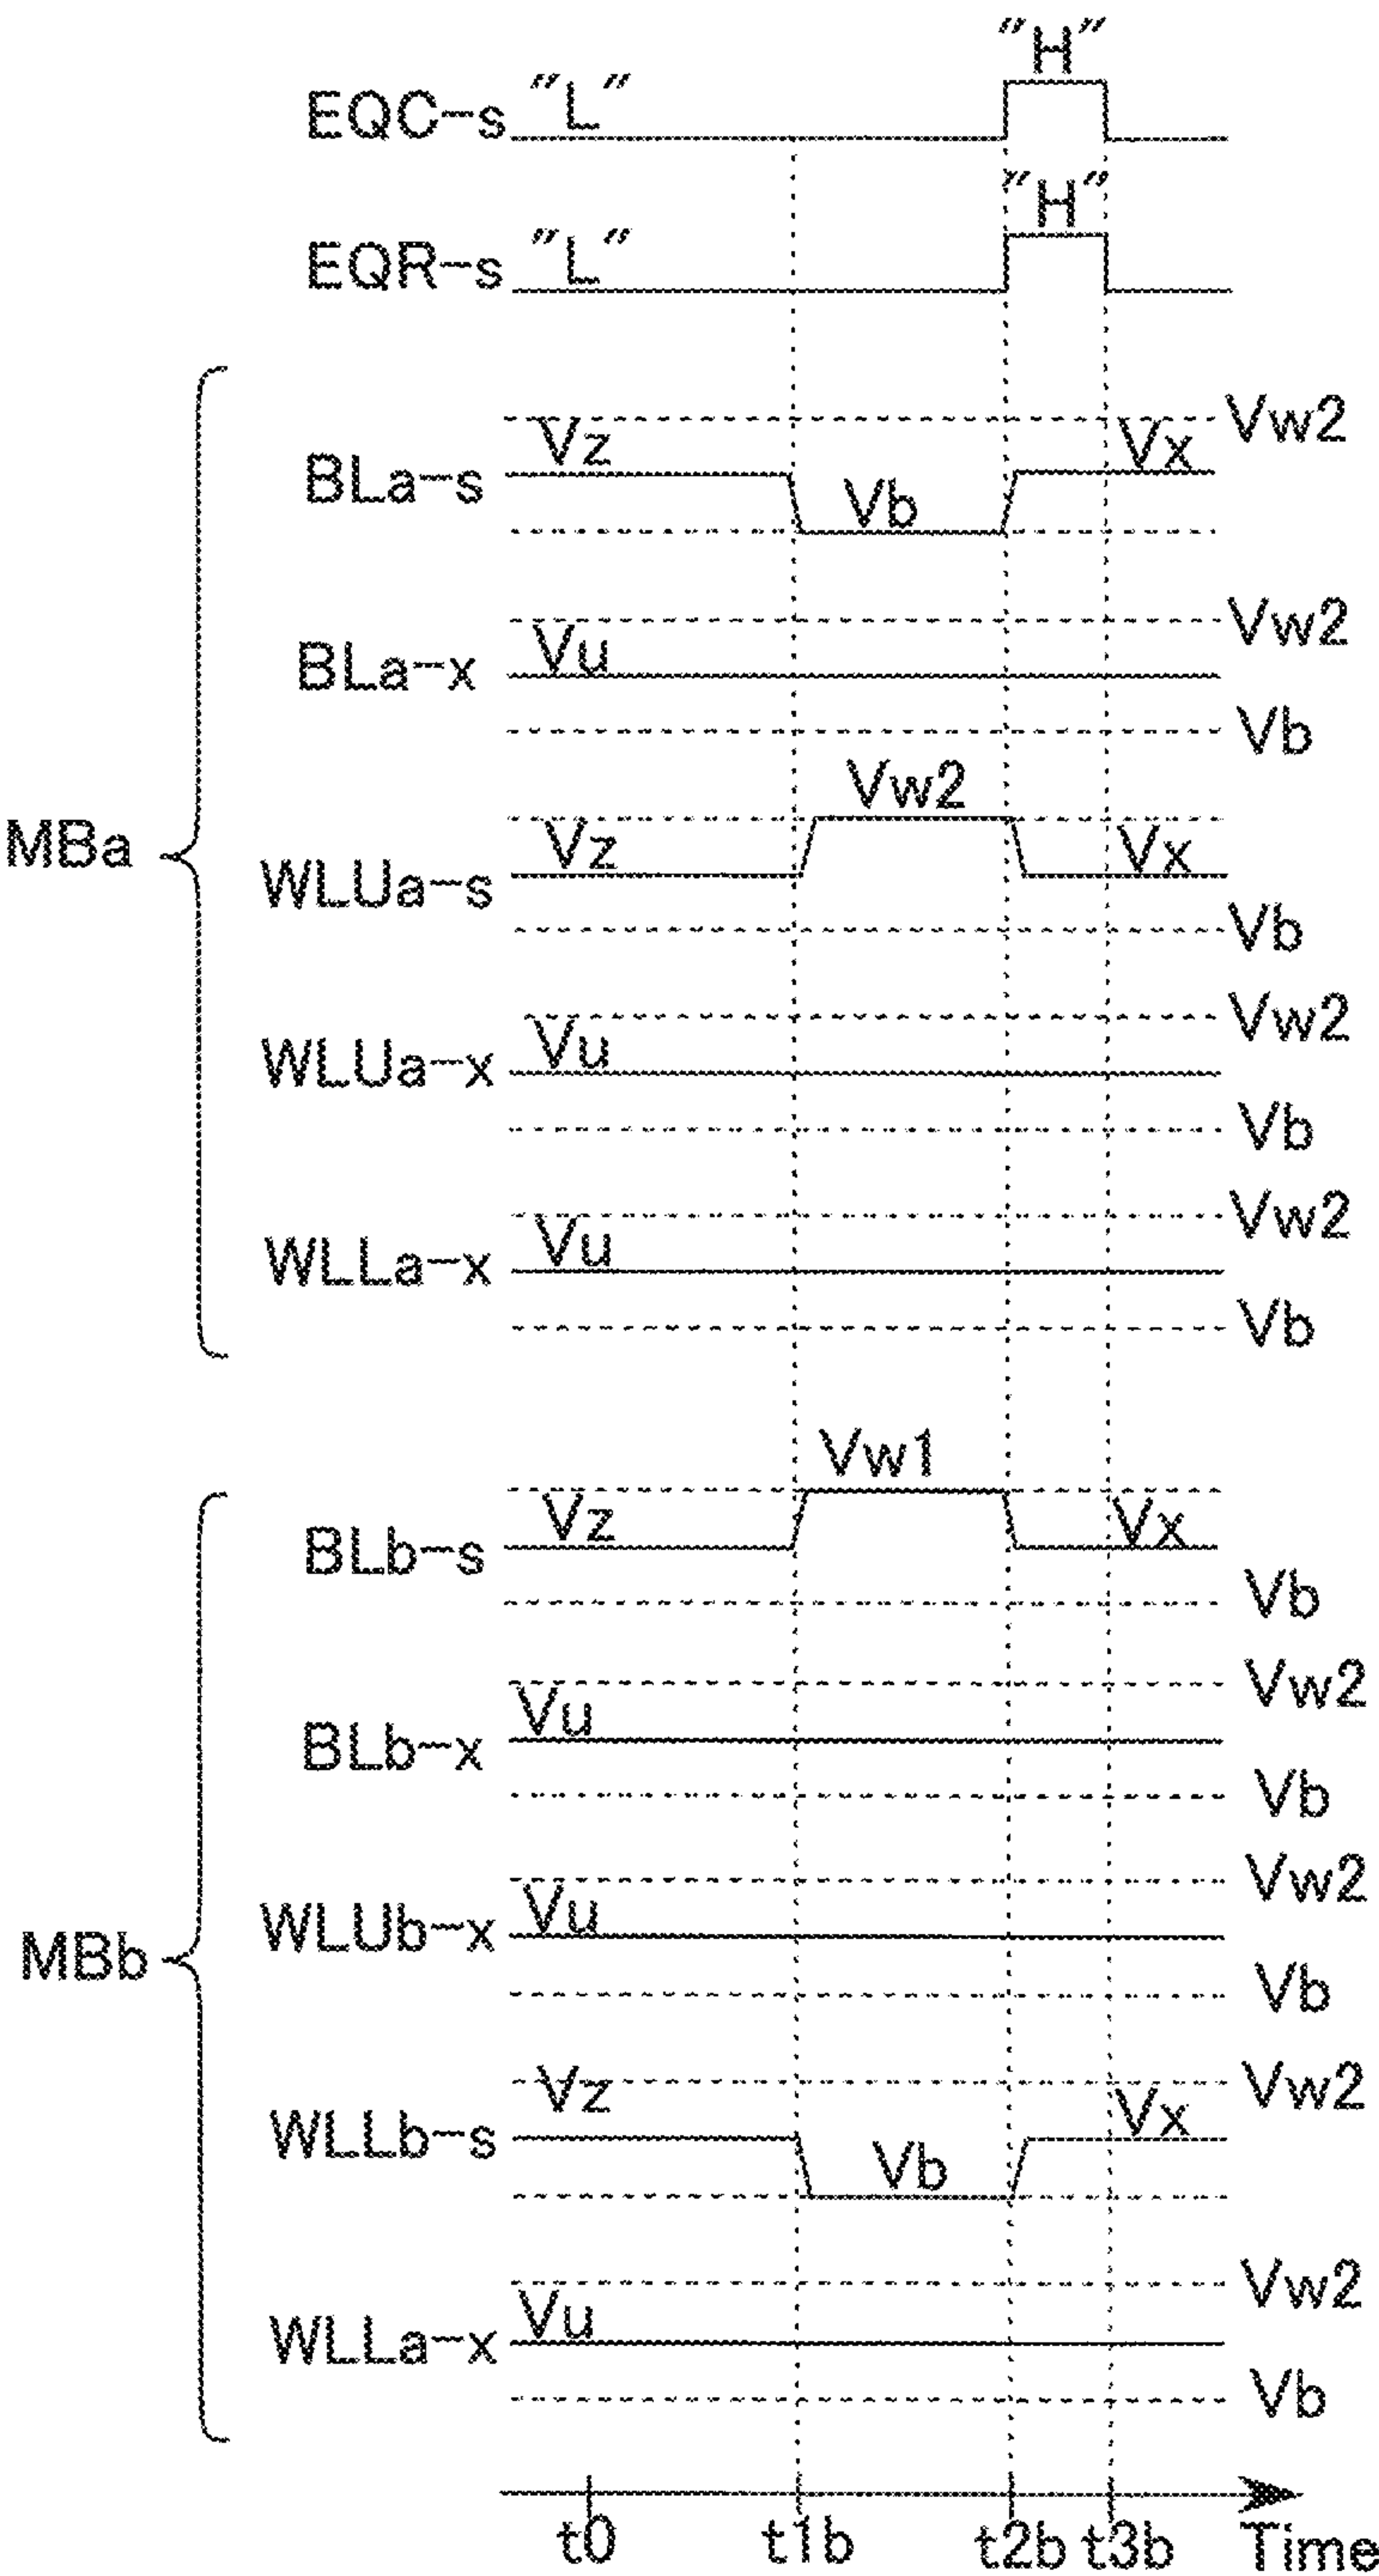 "H"
EQC-s "L"
"H"
EQR-s "L"
Vw2
Vz Vx
BLa-s Vb
Vw2
BLa-x Vu
Vb
Vw2
MBa
Vz Vx
WLUa-s
Vb
Vw2
WLUa-x Vu
Vb
Vw2
WLLa-x Vu
Vb
Vw1
Vz Vx
BLb-s
Vb
Vw2
Vu
BLb-x
Vb
Vw2
WLUb-x Vu
MBb
Vb
Vz Vw2
Vx
WLLb-s
Vb
Vw2
Vu
WLLa-x
Vb
t0 t1b t2b t3b Time